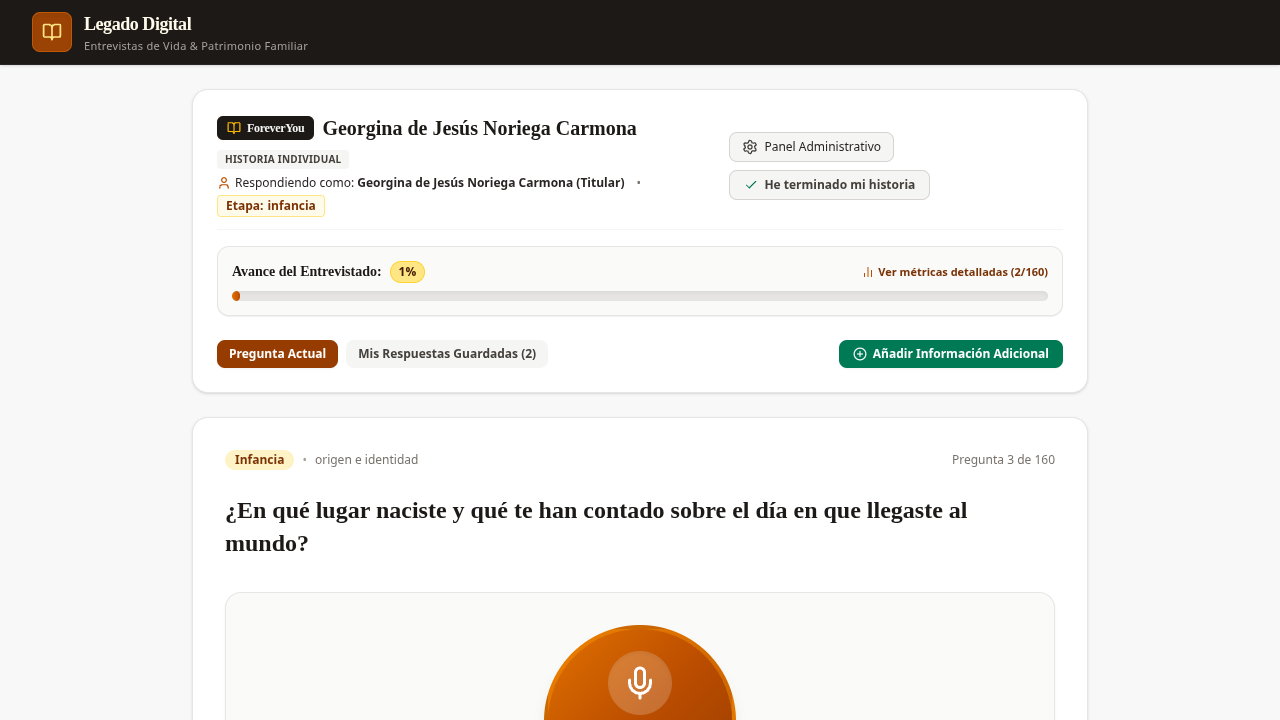 Legado Digital
Entrevistas de Vida & Patrimonio Familiar
ForeverYou
Georgina de Jesús Noriega Carmona
HISTORIA INDIVIDUAL
Respondiendo como: Georgina de Jesús Noriega Carmona (Titular) •
Etapa: infancia
Panel Administrativo
He terminado mi historia
Avance del Entrevistado: 1%
Ver métricas detalladas (2/160)
Pregunta Actual
Mis Respuestas Guardadas (2)
Añadir Información Adicional
Infancia • origen e identidad
Pregunta 3 de 160
¿En qué lugar naciste y qué te han contado sobre el día en que llegaste al
mundo?